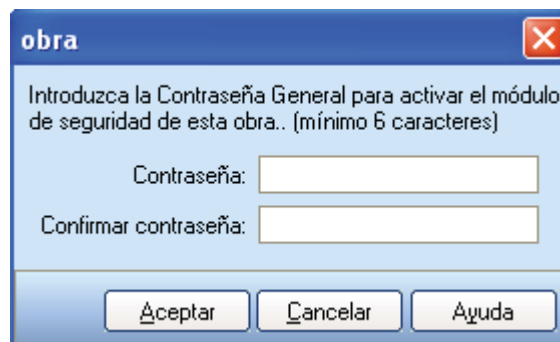 obra
Introduzca la Contraseña General para activar el módulo
de seguridad de esta obra.. (mínimo 6 caracteres)
Contraseña:
Confirmar contraseña:
Aceptar Cancelar Ayuda